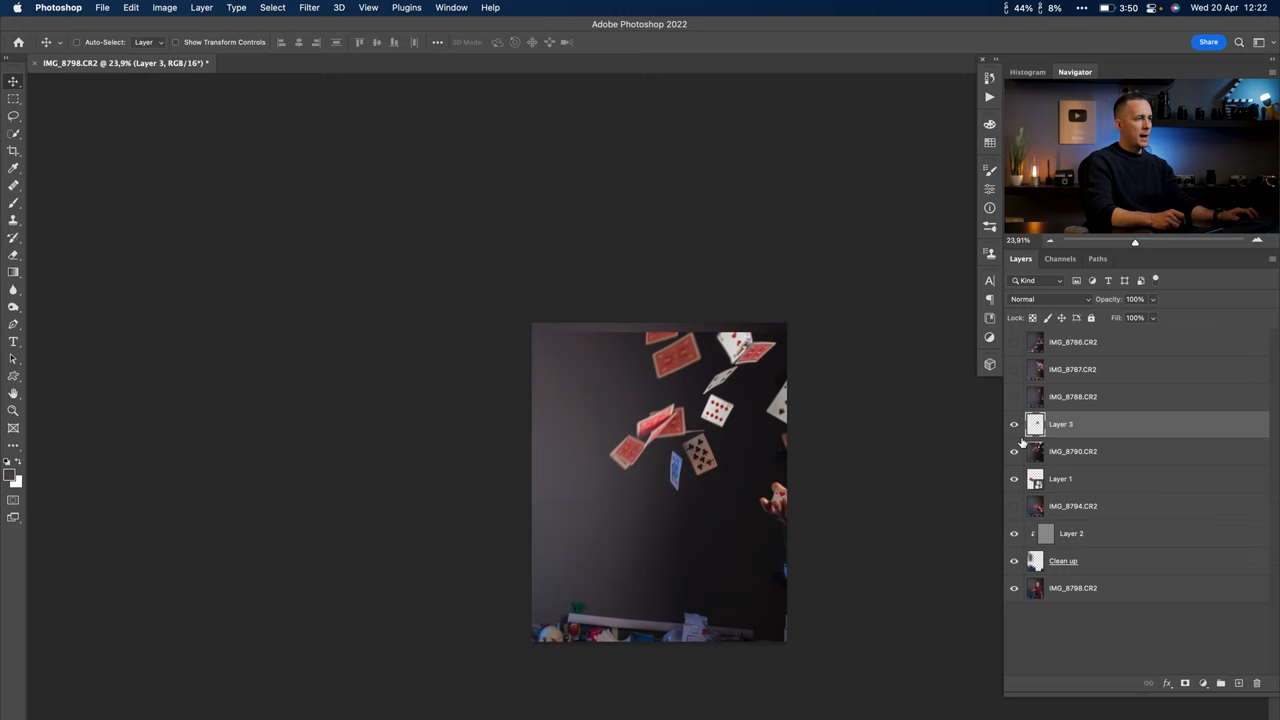 Photoshop File Edit Image Layer Type Select Filter 3D View Plugins Window Help 44% 8% 3:50 Wed 20 Apr 12:22
Adobe Photoshop 2022
Auto-Select: Layer Show Transform Controls 3D Mode: Share
IMG_8798.CR2 @ 23,9% (Layer 3, RGB/16*) *
Histogram Navigator
23,91%
Layers Channels Paths
Kind
Normal Opacity: 100%
Lock: Fill: 100%
IMG_8786.CR2
IMG_8787.CR2
IMG_8788.CR2
Layer 3
IMG_8790.CR2
Layer 1
IMG_8794.CR2
Layer 2
Clean up
IMG_8798.CR2